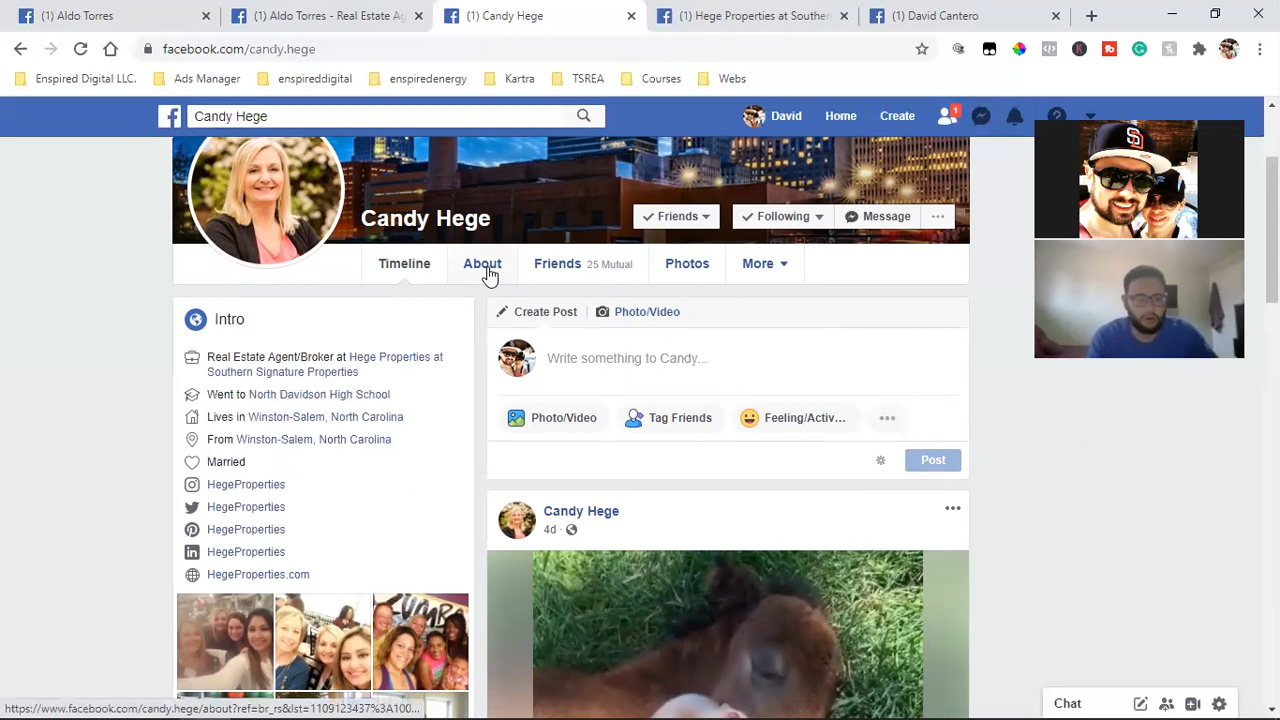 (1) Aldo Torres
(1) Aldo Torres - Real Estate Ag
(1) Candy Hege
(1) Hege Properties at Southern
(1) David Cantero
facebook.com/candy.hege
Enspired Digital LLC.
Ads Manager
enspireddigital
enspiredenergy
Kartra
TSREA
Courses
Webs
Candy Hege
David
Home
Create
1
Candy Hege
Friends
Following
Message
Timeline
About
Friends 25 Mutual
Photos
More
Intro
Real Estate Agent/Broker at Hege Properties at
Southern Signature Properties
Went to North Davidson High School
Lives in Winston-Salem, North Carolina
From Winston-Salem, North Carolina
Married
HegeProperties
HegeProperties
HegeProperties
HegeProperties
HegeProperties.com
Create Post
Photo/Video
Write something to Candy...
Photo/Video
Tag Friends
Feeling/Activ...
Post
Candy Hege
4d
https://www.facebook.com/candy.hege/about?ref=br_rs&lst=1109123437%3A100...
Chat